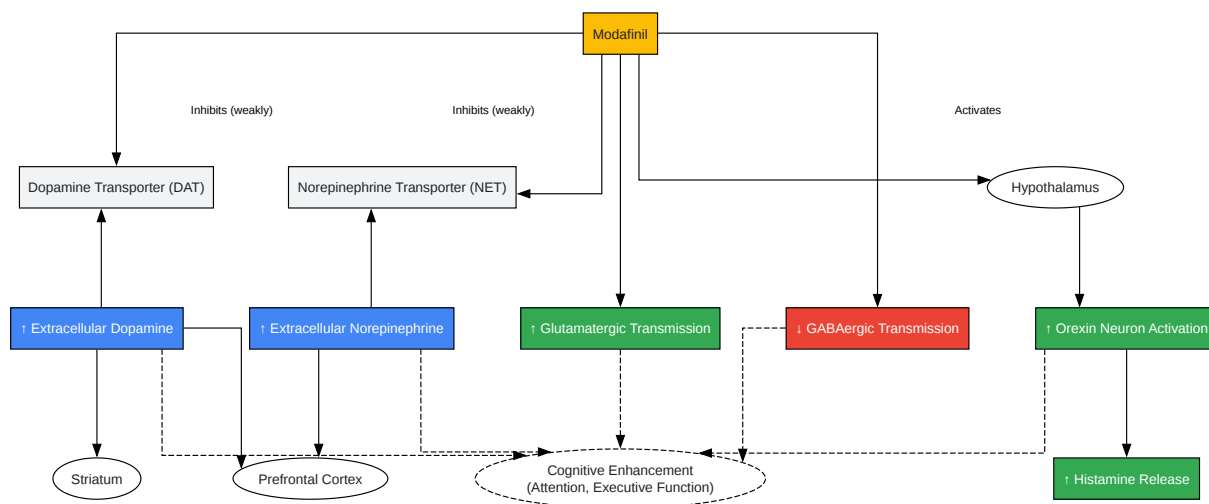 Modafinil
Inhibits (weakly)
Inhibits (weakly)
Activates
Dopamine Transporter (DAT)
Norepinephrine Transporter (NET)
Hypothalamus
↑ Extracellular Dopamine
↑ Extracellular Norepinephrine
↑ Glutamatergic Transmission
↓ GABAergic Transmission
↑ Orexin Neuron Activation
Striatum
Prefrontal Cortex
Cognitive Enhancement
(Attention, Executive Function)
↑ Histamine Release